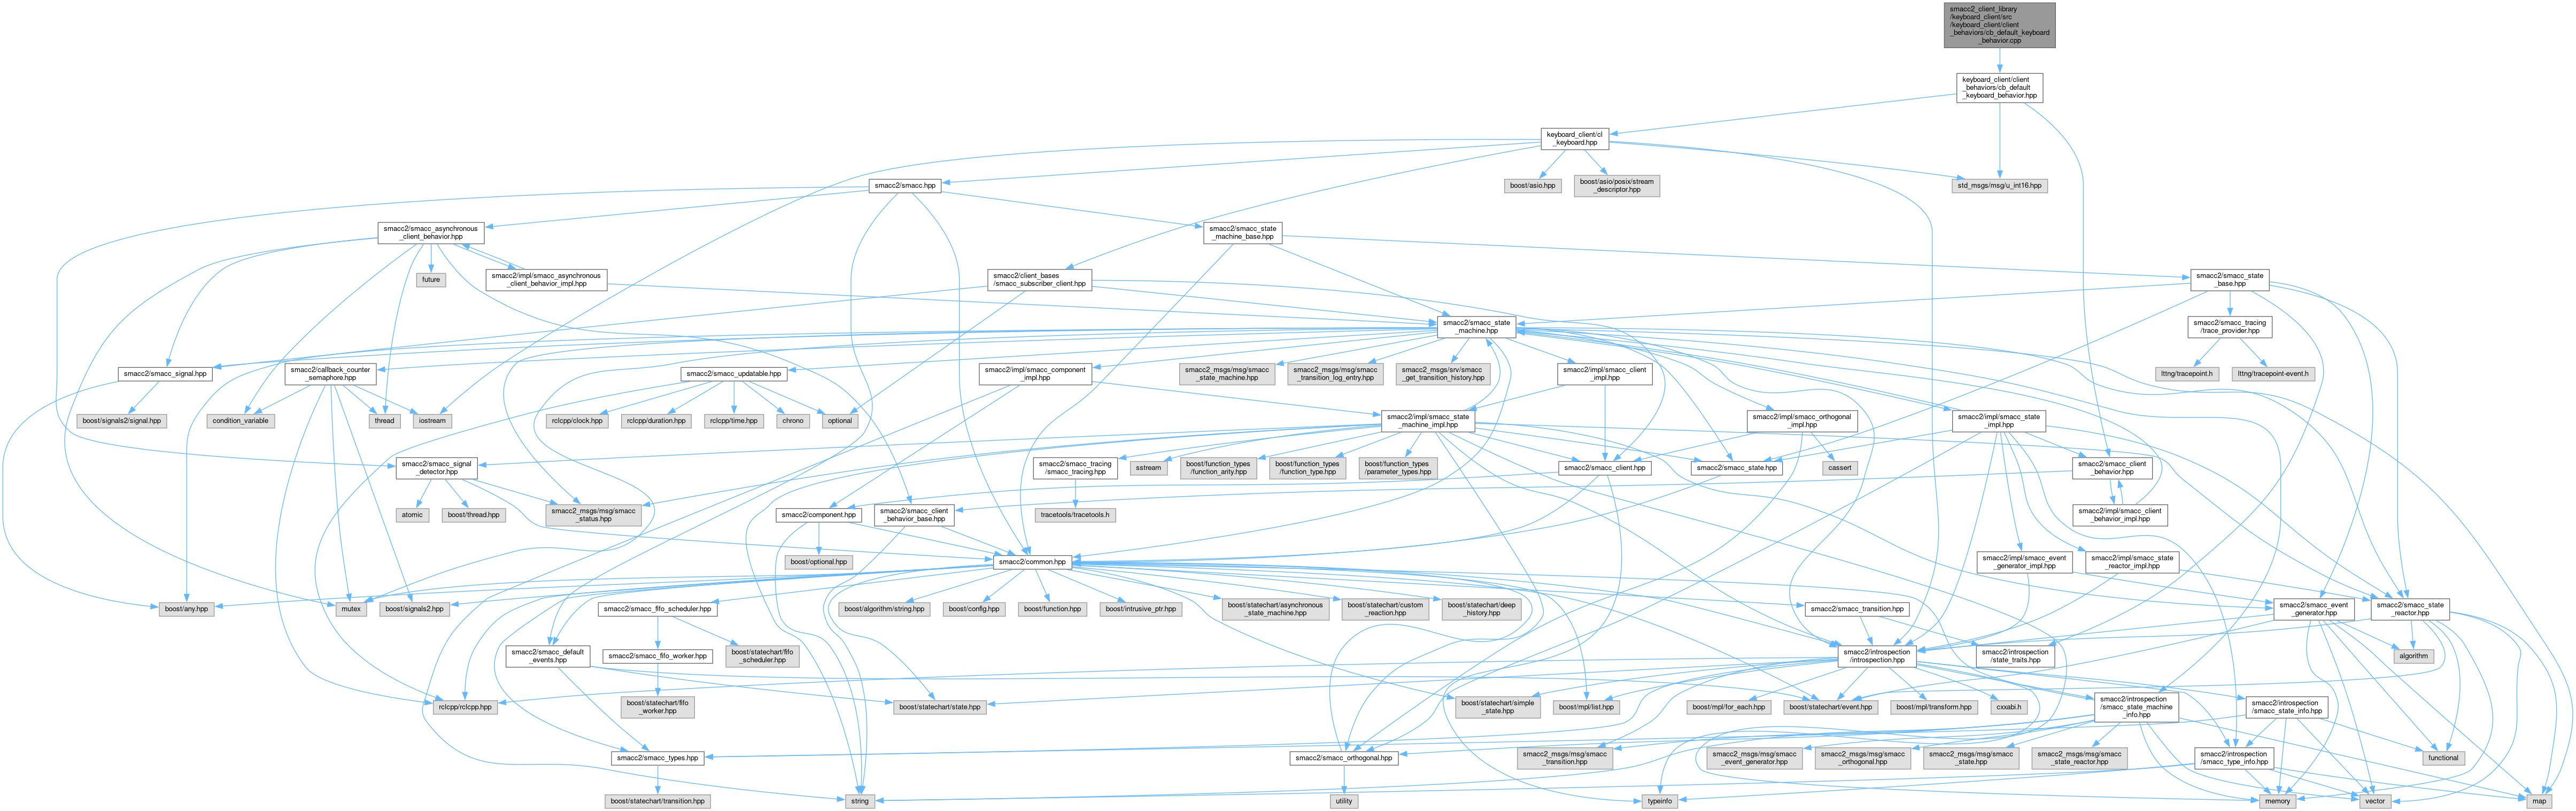 smacc2_client_library
/keyboard_client/src
/keyboard_client/client
_behaviors/cb_default_keyboard
_behavior.cpp
keyboard_client/client
_behaviors/cb_default
_keyboard_behavior.hpp
keyboard_client/cl
_keyboard.hpp
smacc2/smacc.hpp
boost/asio.hpp
boost/asio/posix/stream
_descriptor.hpp
std_msgs/msg/u_int16.hpp
smacc2/smacc_asynchronous
_client_behavior.hpp
smacc2/smacc_state
_machine_base.hpp
future
smacc2/impl/smacc_asynchronous
_client_behavior_impl.hpp
smacc2/client_bases
/smacc_subscriber_client.hpp
smacc2/smacc_state
_base.hpp
smacc2/smacc_state
_machine.hpp
smacc2/smacc_tracing
/trace_provider.hpp
smacc2/smacc_signal.hpp
smacc2/callback_counter
_semaphore.hpp
smacc2/smacc_updatable.hpp
smacc2/impl/smacc_component
_impl.hpp
smacc2_msgs/msg/smacc
_state_machine.hpp
smacc2_msgs/msg/smacc
_transition_log_entry.hpp
smacc2_msgs/srv/smacc
_get_transition_history.hpp
smacc2/impl/smacc_client
_impl.hpp
lttng/tracepoint.h
lttng/tracepoint-event.h
boost/signals2/signal.hpp
condition_variable
thread
iostream
rclcpp/clock.hpp
rclcpp/duration.hpp
rclcpp/time.hpp
chrono
optional
smacc2/impl/smacc_state
_machine_impl.hpp
smacc2/impl/smacc_orthogonal
_impl.hpp
smacc2/impl/smacc_state
_impl.hpp
smacc2/smacc_signal
_detector.hpp
smacc2/smacc_tracing
/smacc_tracing.hpp
sstream
boost/function_types
/function_arity.hpp
boost/function_types
/function_type.hpp
boost/function_types
/parameter_types.hpp
smacc2/smacc_client.hpp
cassert
smacc2/smacc_state.hpp
smacc2/smacc_client
_behavior.hpp
atomic
boost/thread.hpp
smacc2_msgs/msg/smacc
_status.hpp
smacc2/component.hpp
smacc2/smacc_client
_behavior_base.hpp
tracetools/tracetools.h
smacc2/impl/smacc_client
_behavior_impl.hpp
boost/optional.hpp
smacc2/common.hpp
smacc2/impl/smacc_event
_generator_impl.hpp
smacc2/impl/smacc_state
_reactor_impl.hpp
boost/any.hpp
mutex
boost/signals2.hpp
smacc2/smacc_fifo_scheduler.hpp
boost/algorithm/string.hpp
boost/config.hpp
boost/function.hpp
boost/intrusive_ptr.hpp
boost/statechart/asynchronous
_state_machine.hpp
boost/statechart/custom
_reaction.hpp
boost/statechart/deep
_history.hpp
smacc2/smacc_transition.hpp
smacc2/smacc_event
_generator.hpp
smacc2/smacc_state
_reactor.hpp
smacc2/smacc_default
_events.hpp
smacc2/smacc_fifo_worker.hpp
boost/statechart/fifo
_scheduler.hpp
smacc2/introspection
/introspection.hpp
smacc2/introspection
/state_traits.hpp
algorithm
rclcpp/rclcpp.hpp
boost/statechart/fifo
_worker.hpp
boost/statechart/state.hpp
boost/statechart/simple
_state.hpp
boost/mpl/list.hpp
boost/mpl/for_each.hpp
boost/statechart/event.hpp
boost/mpl/transform.hpp
cxxabi.h
smacc2/introspection
/smacc_state_machine
_info.hpp
smacc2/introspection
/smacc_state_info.hpp
smacc2/smacc_types.hpp
smacc2/smacc_orthogonal.hpp
smacc2_msgs/msg/smacc
_transition.hpp
smacc2_msgs/msg/smacc
_event_generator.hpp
smacc2_msgs/msg/smacc
_orthogonal.hpp
smacc2_msgs/msg/smacc
_state.hpp
smacc2_msgs/msg/smacc
_state_reactor.hpp
smacc2/introspection
/smacc_type_info.hpp
functional
boost/statechart/transition.hpp
string
utility
typeinfo
memory
vector
map